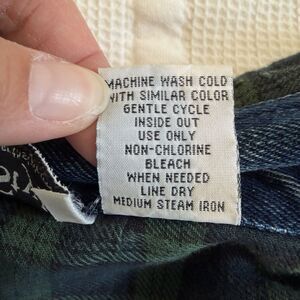 MACHINE WASH COLD
WITH SIMILAR COLOR
GENTLE CYCLE
INSIDE OUT
USE ONLY
NON-CHLORINE
BLEACH
WHEN NEEDED
LINE DRY
MEDIUM STEAM IRON